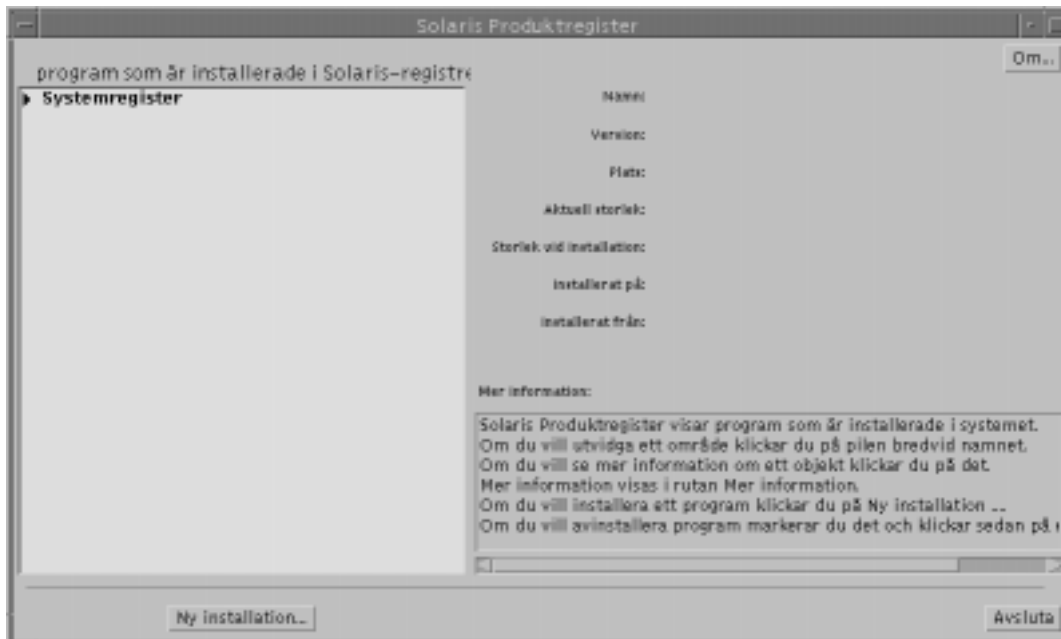 Solaris Produktregister
Om...
program som är installerade i Solaris-registre
Systemregister
Namn:
Version:
Plats:
Aktuell storlek:
Storlek vid installation:
Installerat på:
Installerat från:
Mer information:
Solaris Produktregister visar program som är installerade i systemet.
Om du vill utvidga ett område klickar du på pilen bredvid namnet.
Om du vill se mer information om ett objekt klickar du på det.
Mer information visas i rutan Mer information.
Om du vill installera ett program klickar du på Ny installation ...
Om du vill avinstallera program markerar du det och klickar sedan på
Ny installation...
Avsluta